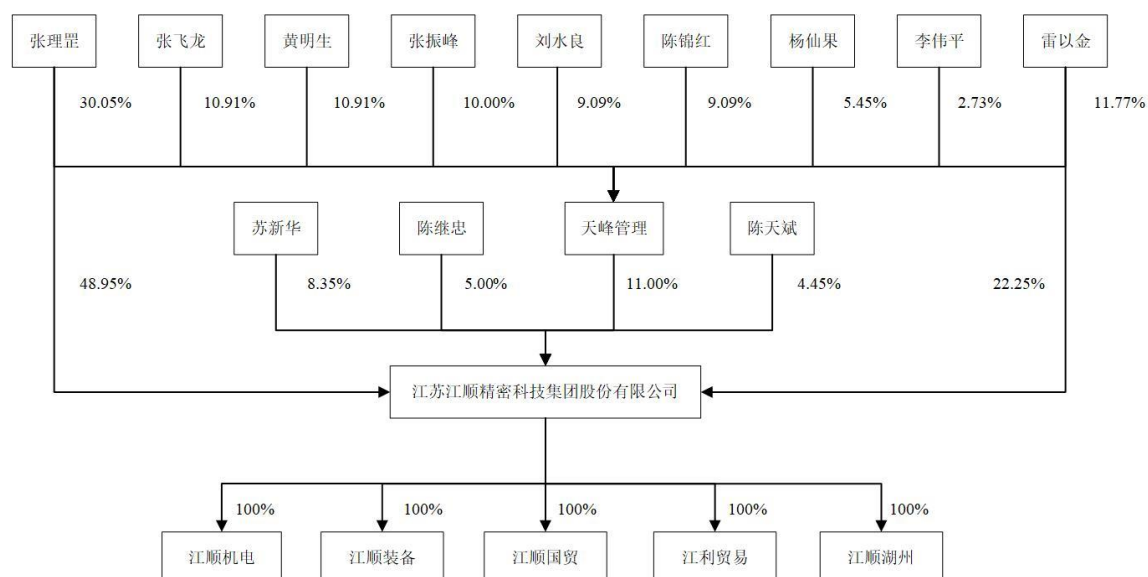 张理罡 张飞龙 黄明生 张振峰 刘水良 陈锦红 杨仙果 李伟平 雷以金
30.05% 10.91% 10.91% 10.00% 9.09% 9.09% 5.45% 2.73% 11.77%
苏新华 陈继忠 天峰管理 陈天斌
48.95% 8.35% 5.00% 11.00% 4.45% 22.25%
江苏江顺精密科技集团股份有限公司
100% 100% 100% 100% 100%
江顺机电 江顺装备 江顺国贸 江利贸易 江顺湖州